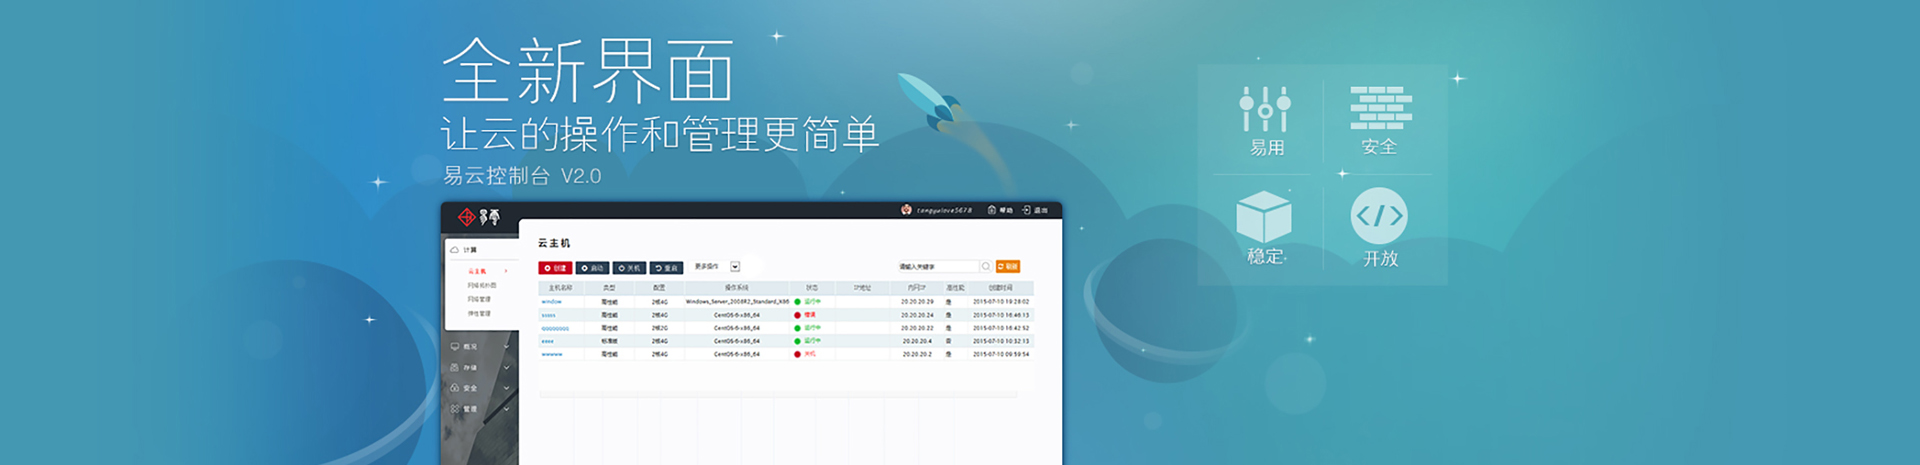 全新界面
让云的操作和管理更简单
易云控制台 V2.0
易用
安全
稳定
开放
易云
tangyulove5678 帮助 退出
计算
云主机
网络拓扑图
网络管理
弹性管理
概况
存储
安全
管理
云主机
创建 启动 关机 重启 更多操作
请输入关键字 刷新
主机名称 类型 配置 操作系统 状态 IP地址 内网IP 高性能 创建时间
window 高性能 2核4G Windows_Server_2008R2_Standard_X86 运行中 20.20.20.29 是 2015-07-10 19:28:02
高性能 2核4G CentOS-6-x86_64 20.20.20.24 是 2015-07-10 16:46:13
高性能 2核2G CentOS-6-x86_64 运行中 20.20.20.22 是 2015-07-10 16:42:52
标准版 2核4G CentOS-6-x86_64 运行中 20.20.20.4 否 2015-07-10 10:32:13
wwwww 高性能 2核4G CentOS-6-x86_64 关机 20.20.20.2 是 2015-07-10 09:59:54